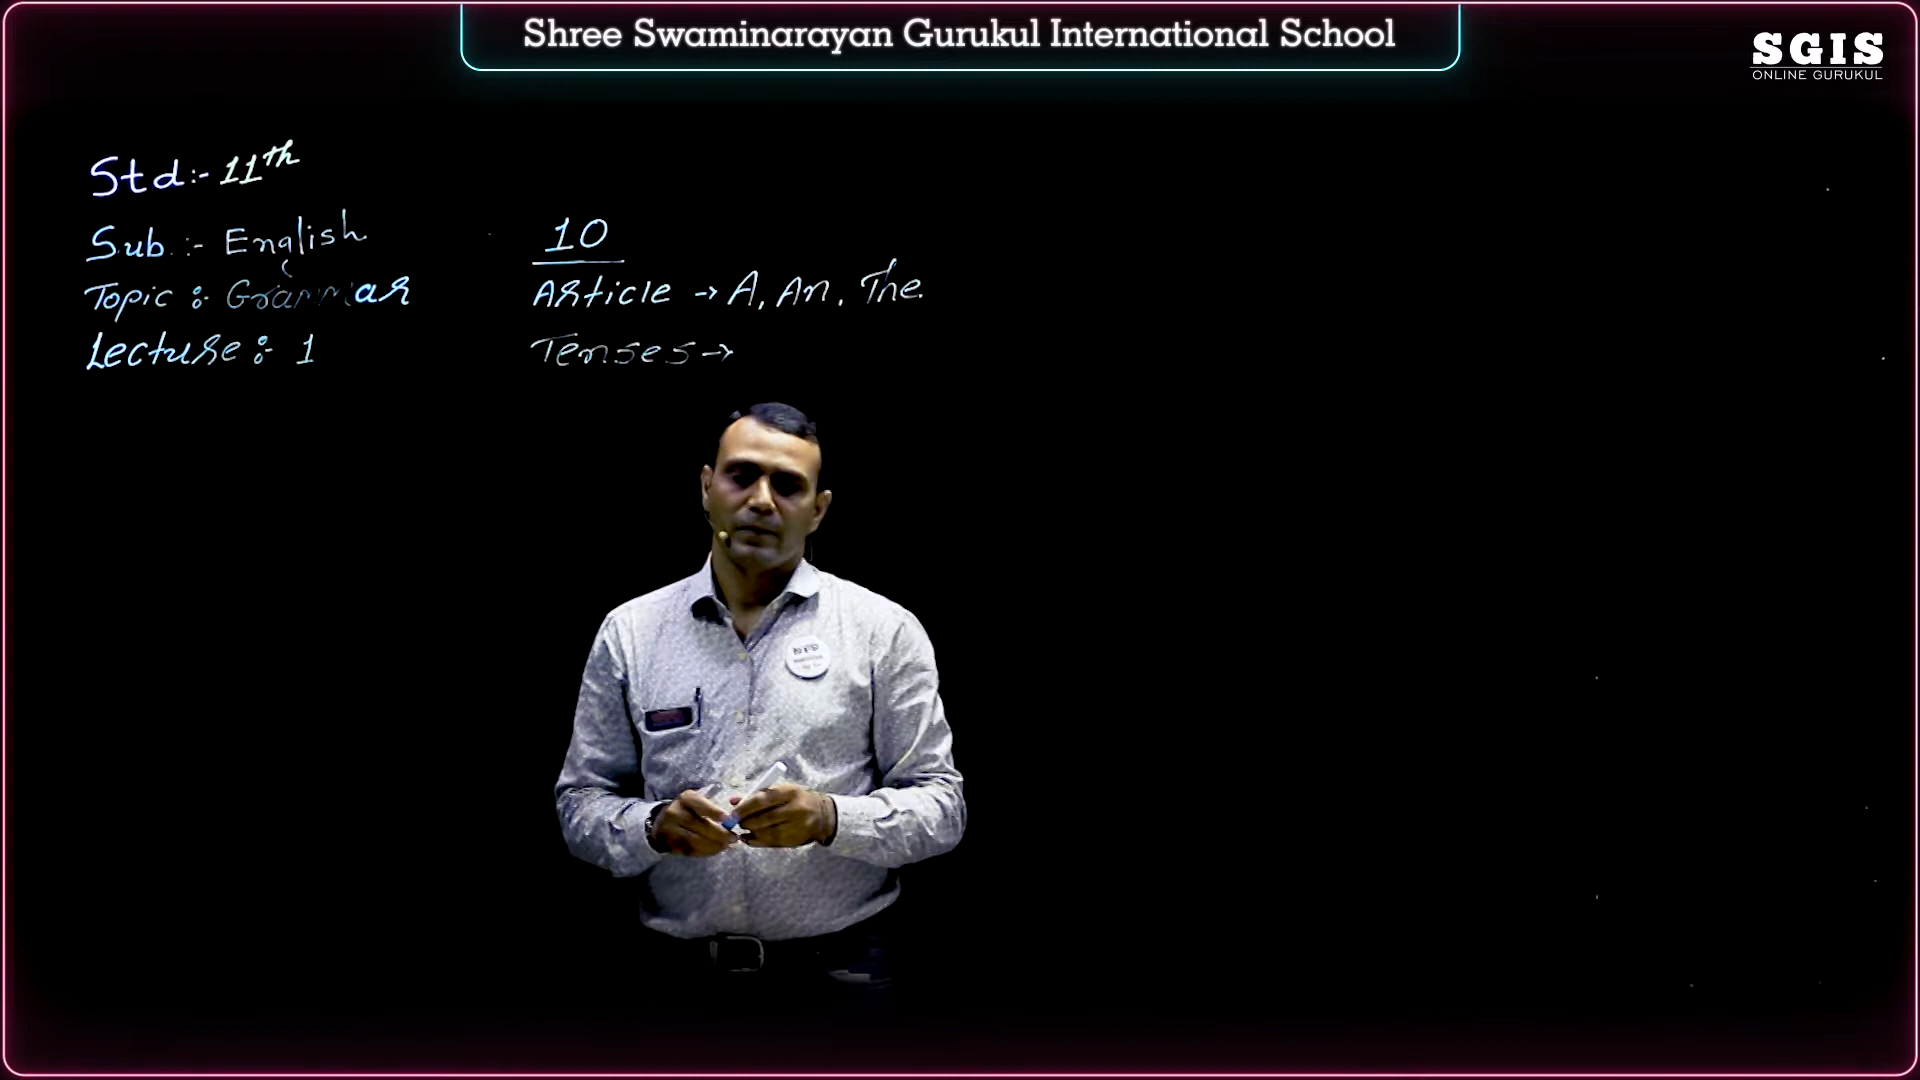 Shree Swaminarayan Gurukul International School
SGIS
ONLINE GURUKUL
Std:- 11th
Sub.:- English
Topic :- Grammar
Lecture :- 1
10
Article → A, An, The.
Tenses →